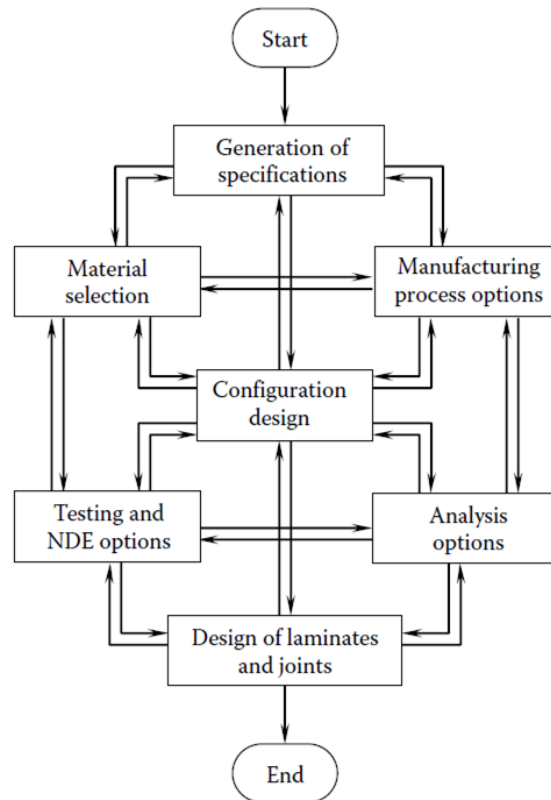 Start
Generation of
specifications
Material
selection
Manufacturing
process options
Configuration
design
Testing and
NDE options
Analysis
options
Design of laminates
and joints
End